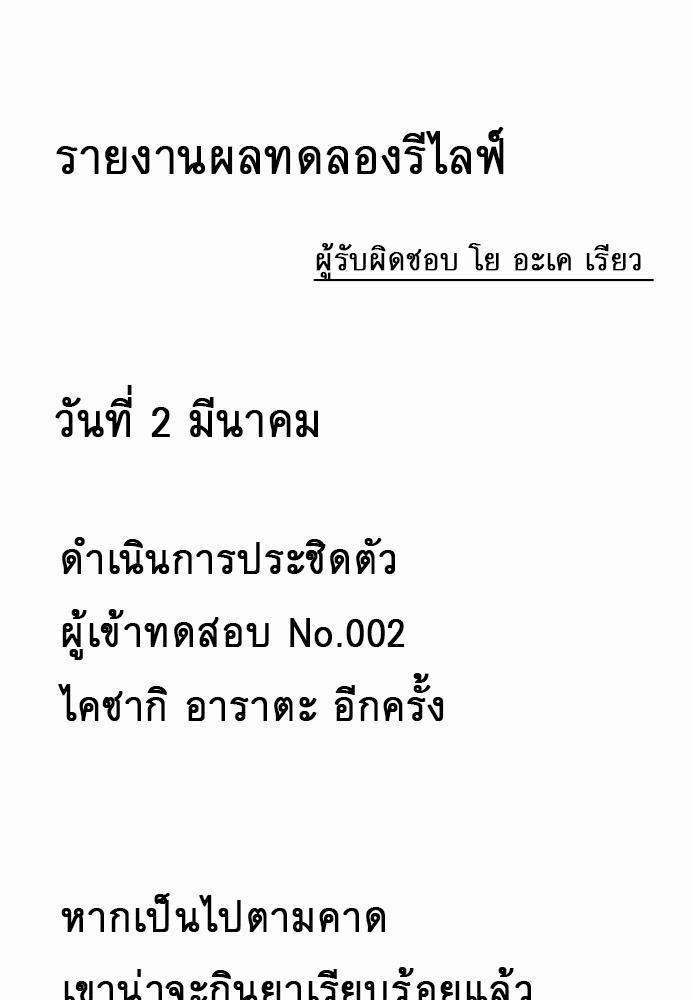 รายงานผลทดลองรีไลฟ์
ผู้รับผิดชอบ โย อะเค เรียว
วันที่ 2 มีนาคม
ดำเนินการประชิดตัว
ผู้เข้าทดสอบ No.002
ไคซากิ อาราตะ อีกครั้ง
หากเป็นไปตามคาด
เขาน่าจะกินยาเรียบร้อยแล้ว